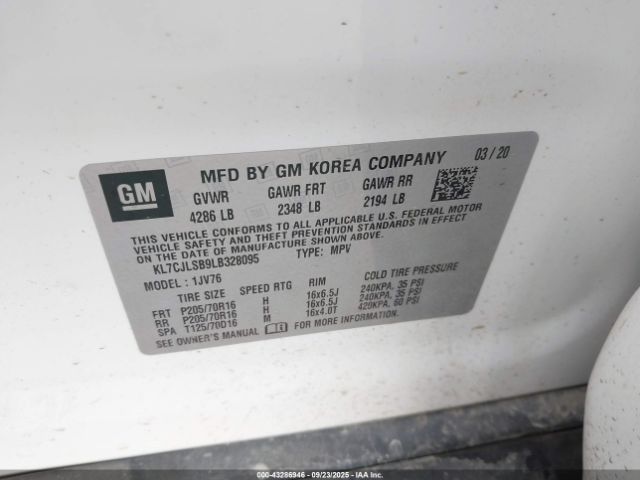 GM
MFD BY GM KOREA COMPANY 03/20
GVWR GAWR FRT GAWR RR
4286 LB 2348 LB 2194 LB
THIS VEHICLE CONFORMS TO ALL APPLICABLE U.S. FEDERAL MOTOR
VEHICLE SAFETY AND THEFT PREVENTION STANDARDS IN EFFECT
ON THE DATE OF MANUFACTURE SHOWN ABOVE.
KL7CJLSB9LB328095 TYPE: MPV
MODEL : 1JV76
TIRE SIZE SPEED RTG RIM COLD TIRE PRESSURE
FRT P205/70R16 H 16x6.5J 240KPA, 35 PSI
RR P205/70R16 H 16x6.5J 240KPA, 35 PSI
SPA T125/70D16 M 16x4.0T 420KPA, 60 PSI
SEE OWNER'S MANUAL FOR MORE INFORMATION.
000-43286946 - 09/23/2025 - IAAI.com